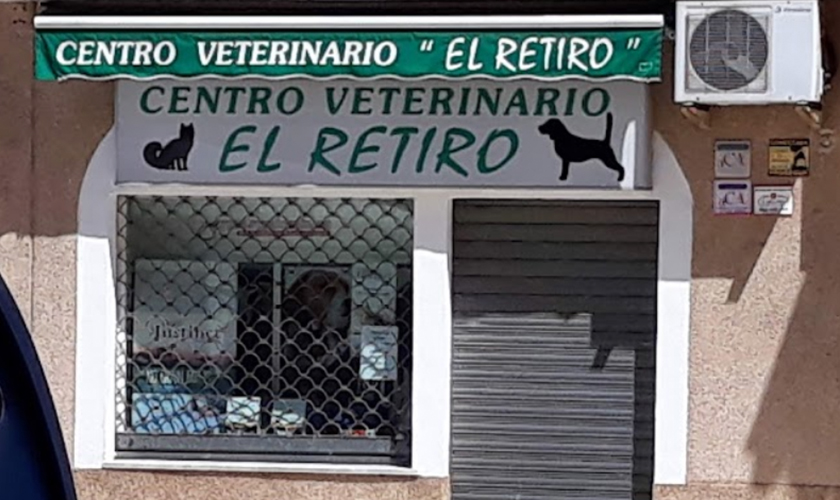 CENTRO VETERINARIO " EL RETIRO "
CENTRO VETERINARIO
EL RETIRO